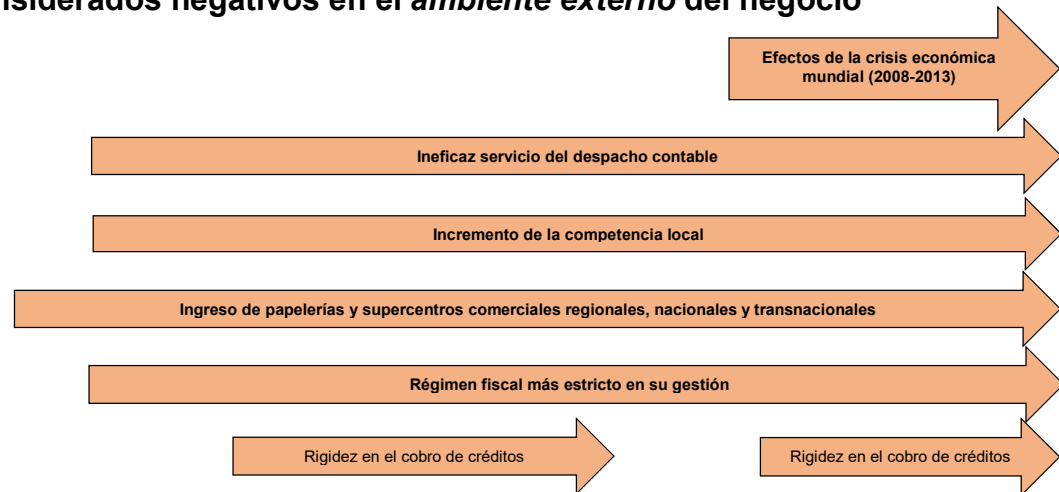 nsiderados negativos en el ambiente externo del negocio
Efectos de la crisis económica
mundial (2008-2013)
Ineficaz servicio del despacho contable
Incremento de la competencia local
Ingreso de papelerías y supercentros comerciales regionales, nacionales y transnacionales
Régimen fiscal más estricto en su gestión
Rigidez en el cobro de créditos
Rigidez en el cobro de créditos